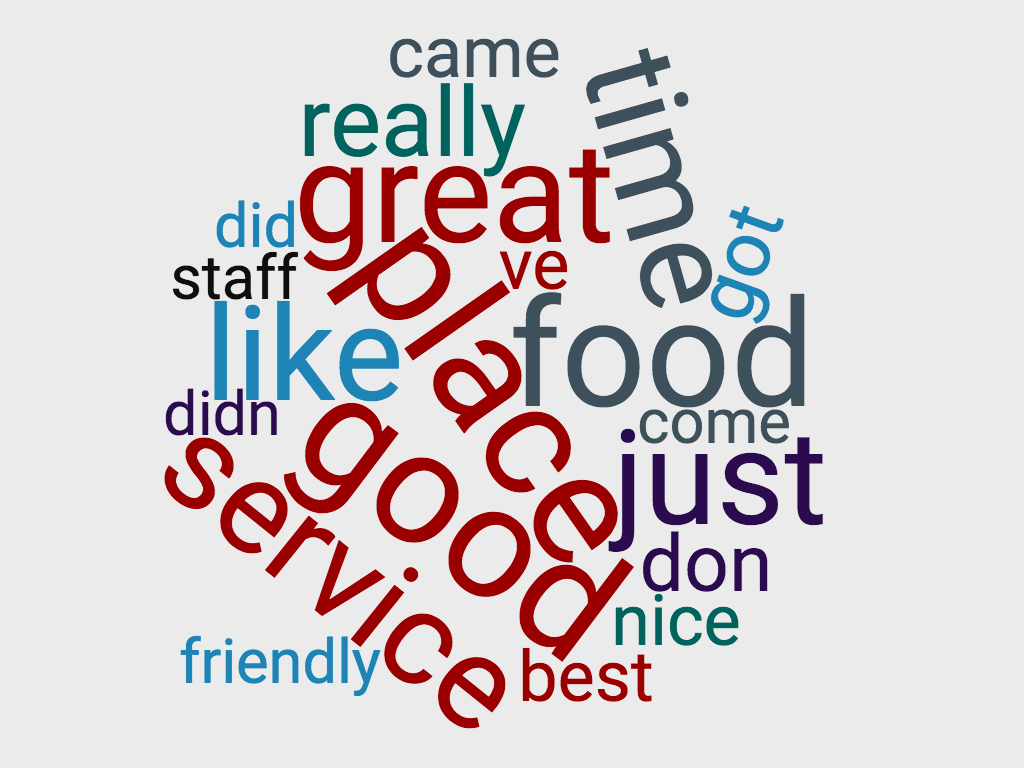 came
time
really
great
did
got
ve
staff
place
like
food
didn
come
good
just
service
don
nice
friendly
best